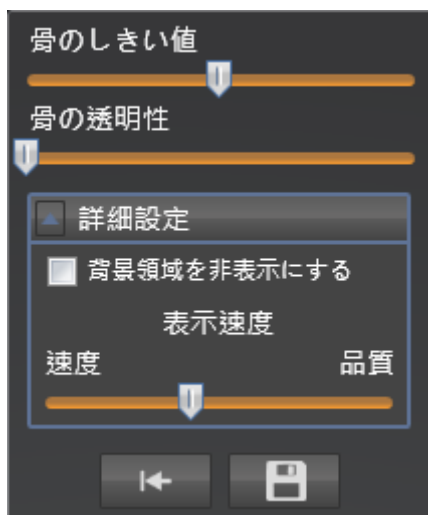 骨のしきい値
骨の透明性
詳細設定
背景領域を非表示にする
表示速度
速度 品質